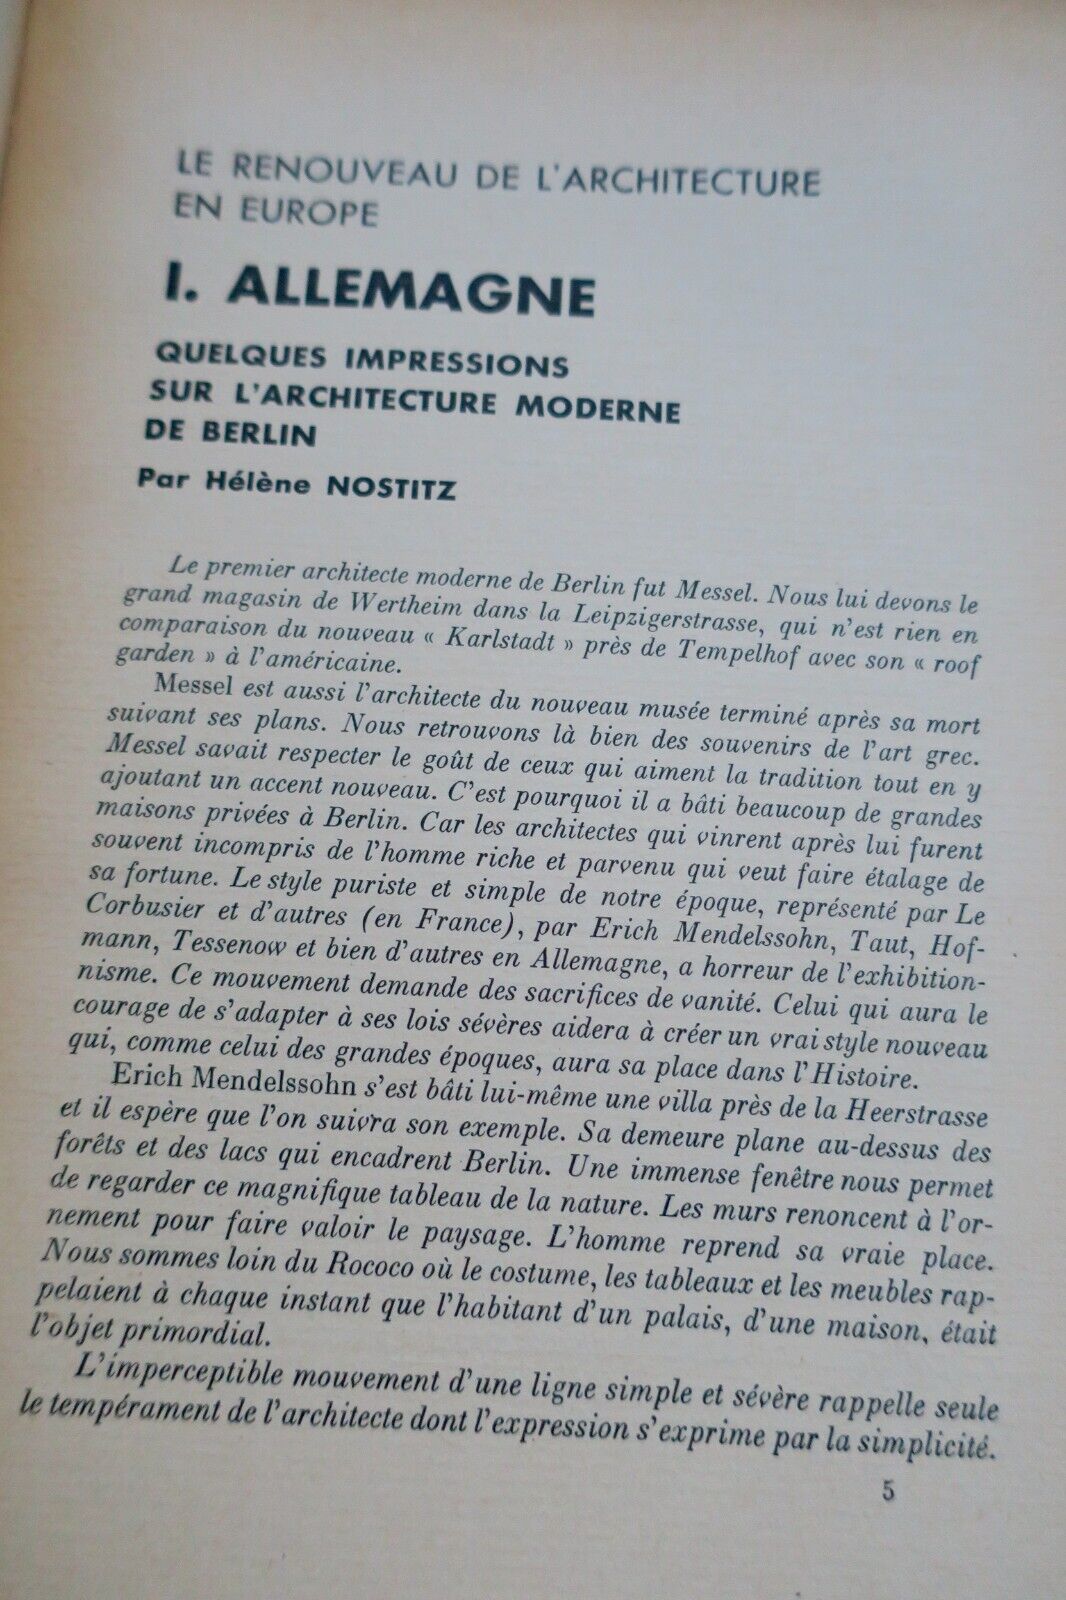 LE RENOUVEAU DE L'ARCHITECTURE
EN EUROPE
I. ALLEMAGNE
QUELQUES IMPRESSIONS
SUR L'ARCHITECTURE MODERNE
DE BERLIN
Par Hélène NOSTITZ
Le premier architecte moderne de Berlin fut Messel. Nous lui devons le
grand magasin de Wertheim dans la Leipzigerstrasse, qui n'est rien en
comparaison du nouveau « Karlstadt » près de Tempelhof avec son « roof
garden » à l'américaine.
Messel est aussi l'architecte du nouveau musée terminé après sa mort
suivant ses plans. Nous retrouvons là bien des souvenirs de l'art grec.
Messel savait respecter le goût de ceux qui aiment la tradition tout en y
ajoutant un accent nouveau. C'est pourquoi il a bâti beaucoup de grandes
maisons privées à Berlin. Car les architectes qui vinrent après lui furent
souvent incompris de l'homme riche et parvenu qui veut faire étalage de
sa fortune. Le style puriste et simple de notre époque, représenté par Le
Corbusier et d'autres (en France), par Erich Mendelssohn, Taut, Hof-
mann, Tessenow et bien d'autres en Allemagne, a horreur de l'exhibition-
nisme. Ce mouvement demande des sacrifices de vanité. Celui qui aura le
courage de s'adapter à ses lois sévères aidera à créer un vrai style nouveau
qui, comme celui des grandes époques, aura sa place dans l'Histoire.
Erich Mendelssohn s'est bâti lui-même une villa près de la Heerstrasse
et il espère que l'on suivra son exemple. Sa demeure plane au-dessus des
forêts et des lacs qui encadrent Berlin. Une immense fenêtre nous permet
de regarder ce magnifique tableau de la nature. Les murs renoncent à l'or-
nement pour faire valoir le paysage. L'homme reprend sa vraie place.
Nous sommes loin du Rococo où le costume, les tableaux et les meubles rap-
pelaient à chaque instant que l'habitant d'un palais, d'une maison, était
l'objet primordial.
L'imperceptible mouvement d'une ligne simple et sévère rappelle seule
le tempérament de l'architecte dont l'expression s'exprime par la simplicité.
5